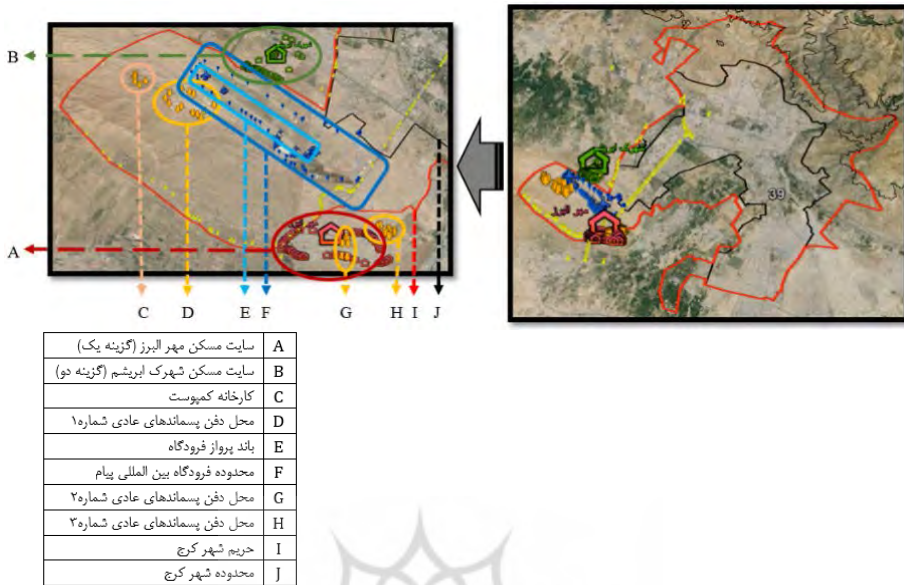 B
A
C D E F G H I J
39
مهر البرز
سایت مسکن مهر البرز (گزینه یک) A
سایت مسکن شهرک ابریشم (گزینه دو) B
کارخانه کمپوست C
محل دفن پسماندهای عادی شماره۱ D
باند پرواز فرودگاه E
محدوده فرودگاه بین المللی پیام F
محل دفن پسماندهای عادی شماره۲ G
محل دفن پسماندهای عادی شماره۳ H
حریم شهر کرج I
محدوده شهر کرج J